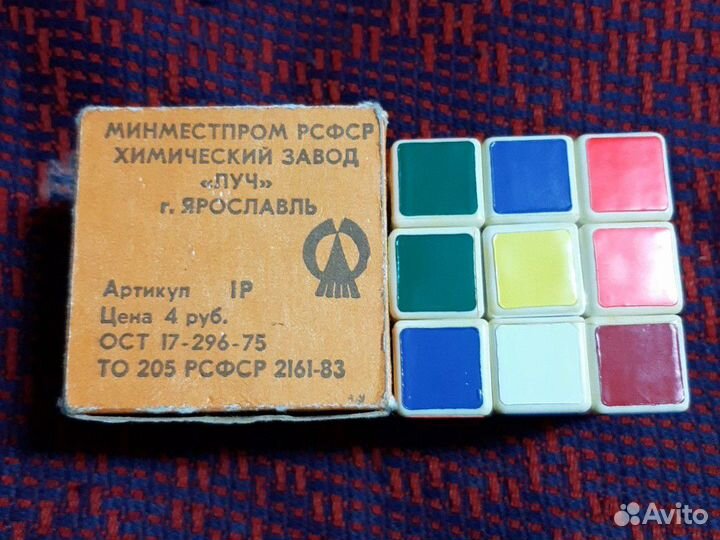 МИНМЕСТПРОМ РСФСР
ХИМИЧЕСКИЙ ЗАВОД
«ЛУЧ»
г. ЯРОСЛАВЛЬ
Артикул 1Р
Цена 4 руб.
ОСТ 17-296-75
ТО 205 РСФСР 2161-83
Avito